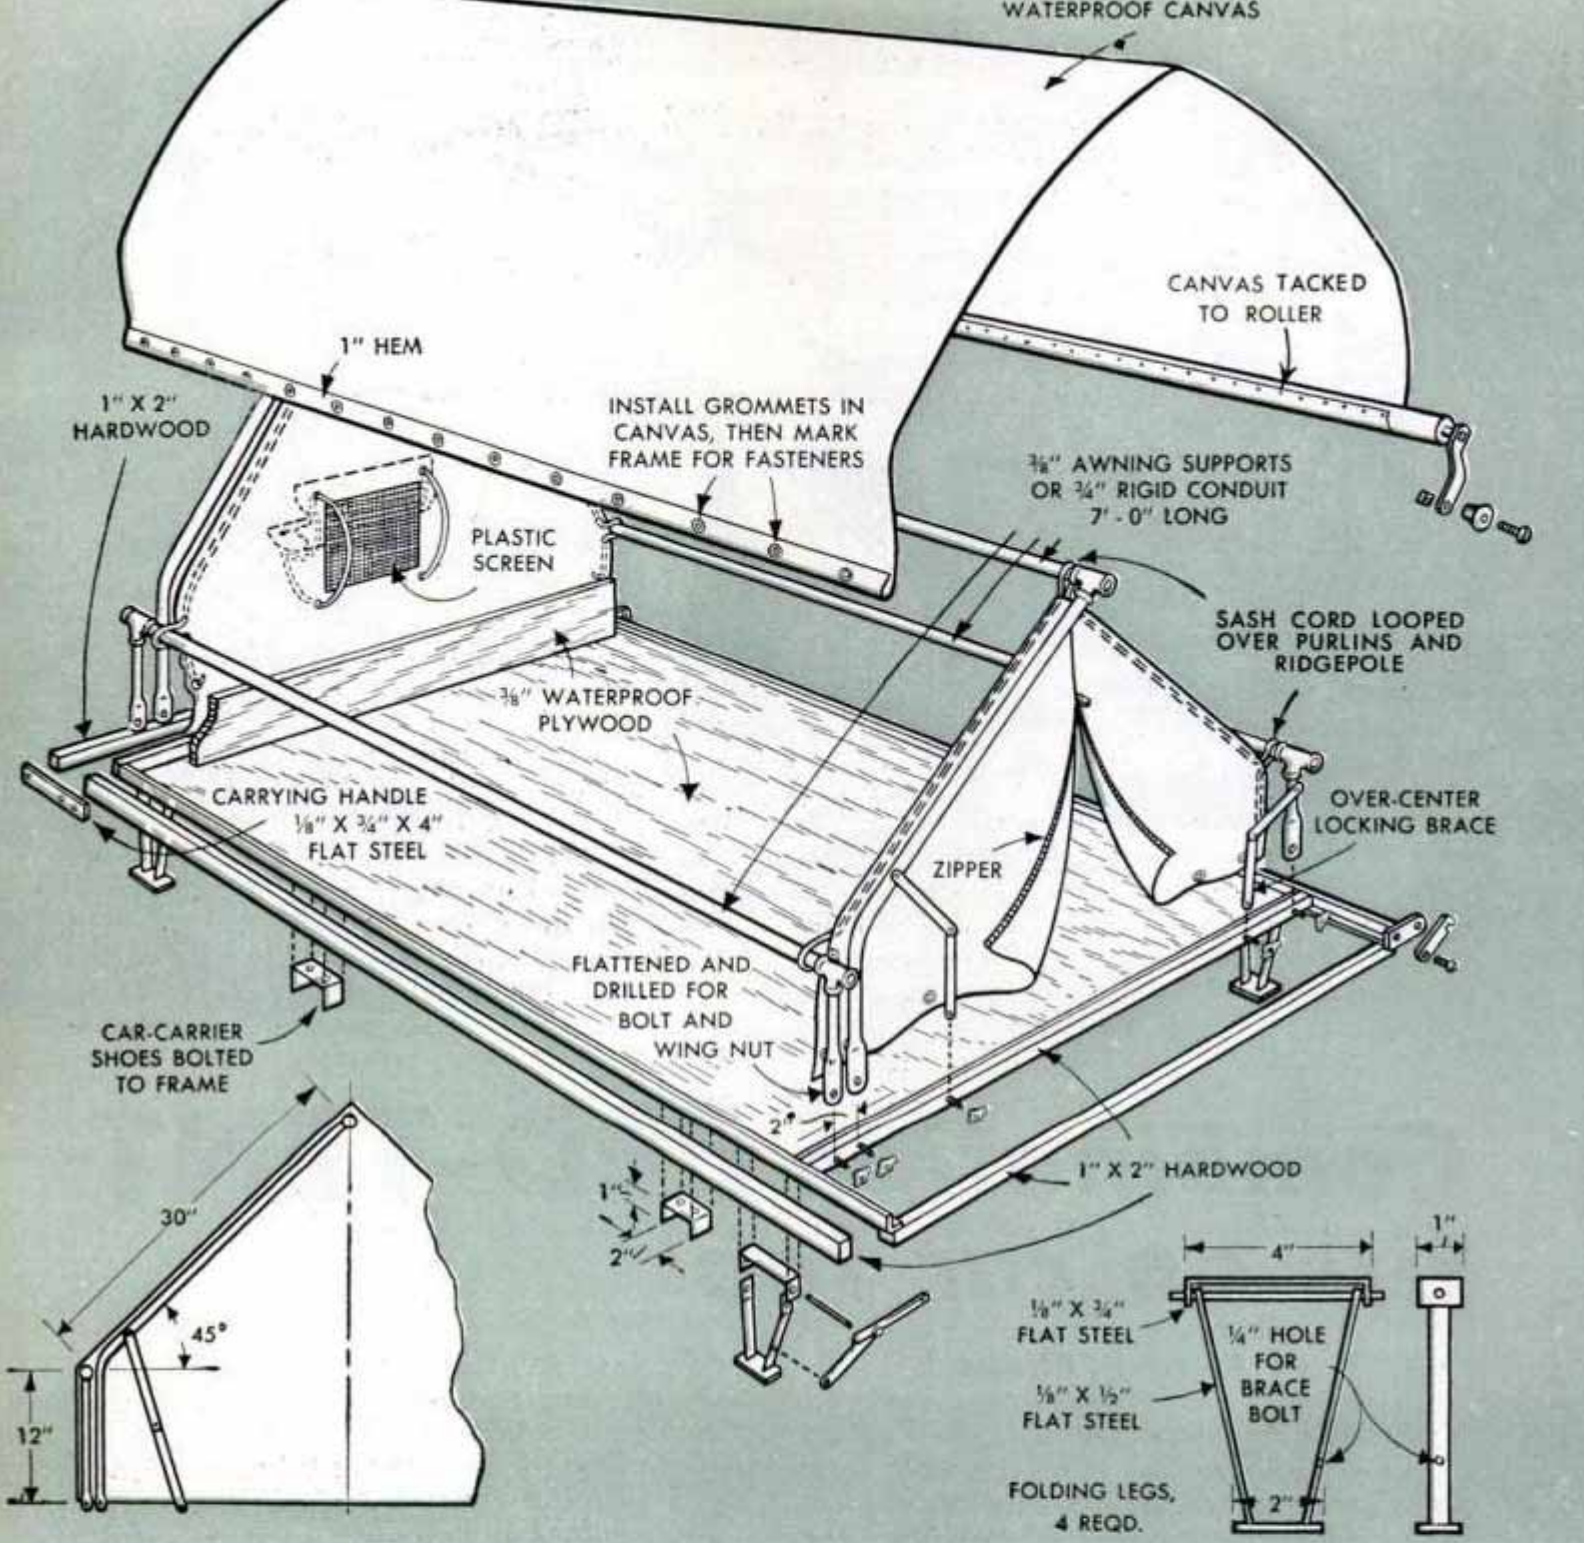 WATERPROOF CANVAS
CANVAS TACKED
TO ROLLER
1" HEM
1" X 2"
HARDWOOD
INSTALL GROMMETS IN
CANVAS, THEN MARK
FRAME FOR FASTENERS
⅜" AWNING SUPPORTS
OR ¾" RIGID CONDUIT
7' - 0" LONG
PLASTIC
SCREEN
SASH CORD LOOPED
OVER PURLINS AND
RIDGEPOLE
⅜" WATERPROOF
PLYWOOD
CARRYING HANDLE
⅛" X ¾" X 4"
FLAT STEEL
OVER-CENTER
LOCKING BRACE
ZIPPER
FLATTENED AND
DRILLED FOR
BOLT AND
WING NUT
CAR-CARRIER
SHOES BOLTED
TO FRAME
2"
1"
2"
1" X 2" HARDWOOD
30"
45°
12"
4"
1"
⅛" X ¾"
FLAT STEEL
¼" HOLE
FOR
BRACE
BOLT
⅛" X ½"
FLAT STEEL
2"
FOLDING LEGS,
4 REQD.